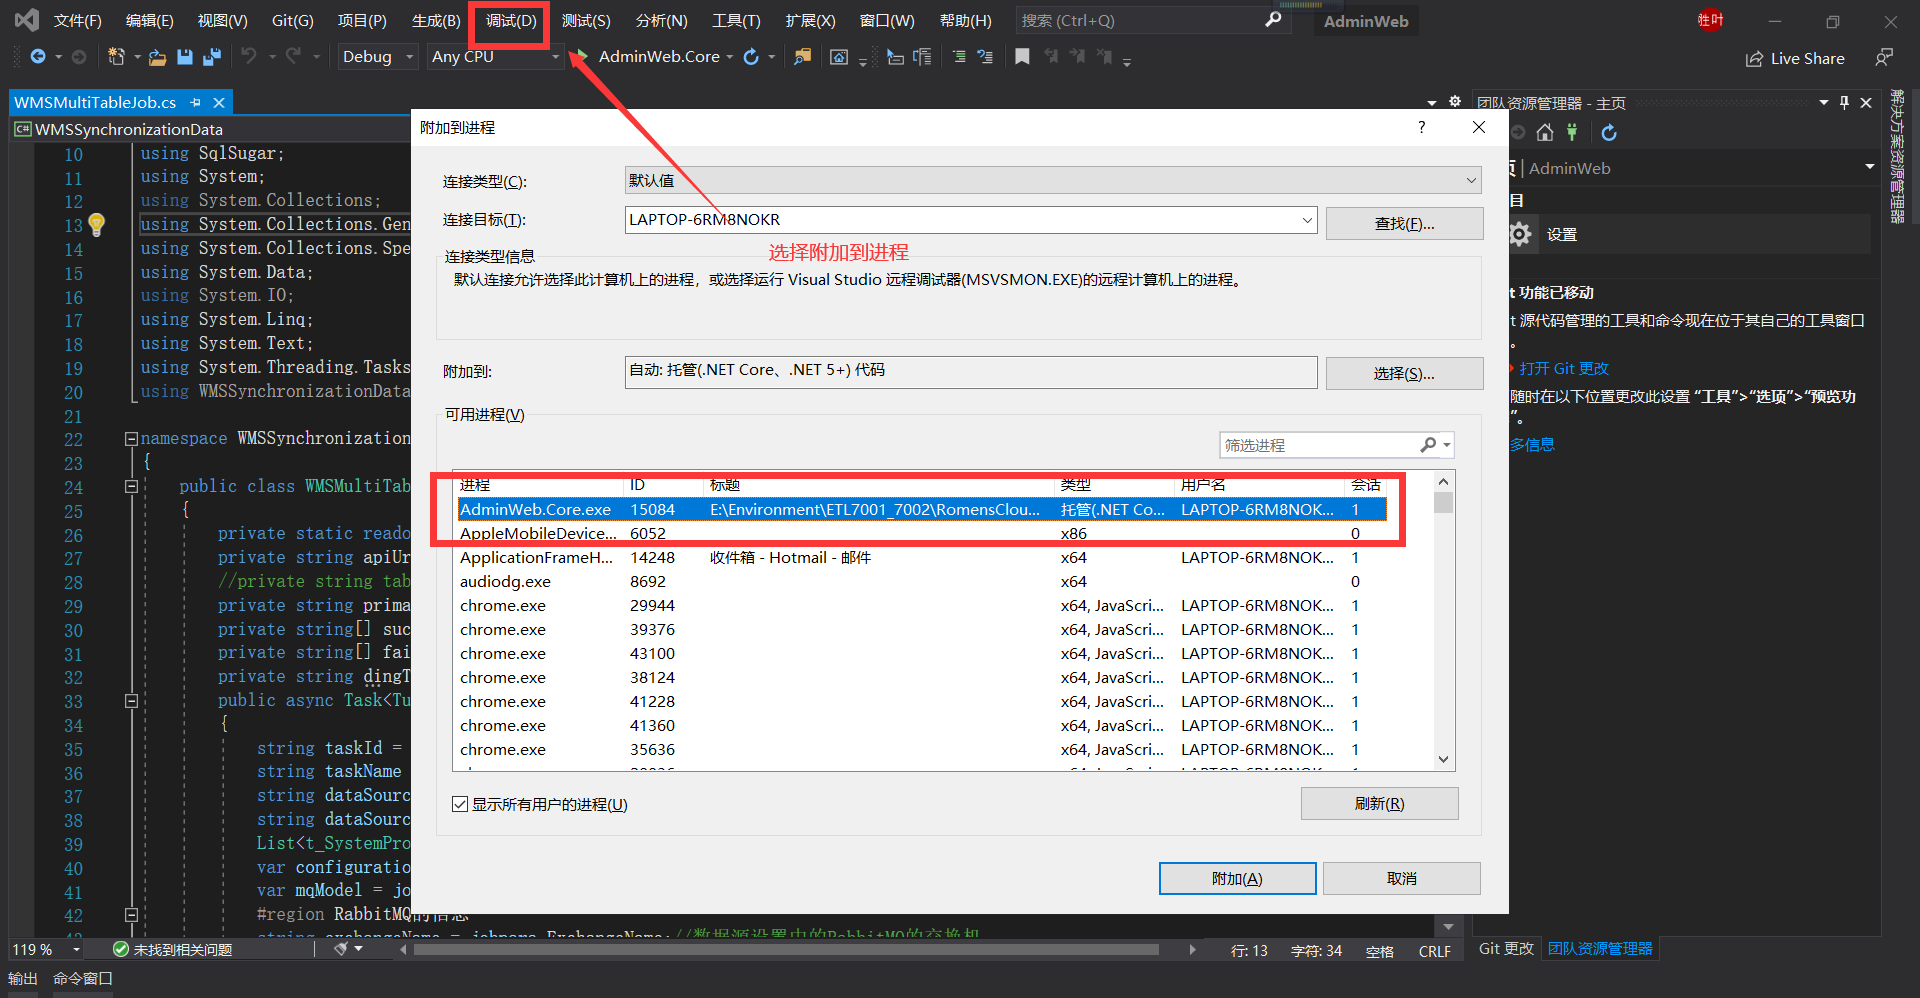 文件(F) 编辑(E) 视图(V) Git(G) 项目(P) 生成(B) 调试(D) 测试(S) 分析(N) 工具(T) 扩展(X) 窗口(W) 帮助(H) 搜索 (Ctrl+Q) AdminWeb 胜叶
Debug Any CPU AdminWeb.Core Live Share
WMSMultiTableJob.cs
团队资源管理器 - 主页
解决方案资源管理器
WMSSynchronizationData
10 using SqlSugar;
11 using System;
12 using System.Collections;
13 using System.Collections.Gen
14 using System.Collections.Spe
15 using System.Data;
16 using System.IO;
17 using System.Linq;
18 using System.Text;
19 using System.Threading.Tasks
20 using WMSSynchronizationData
21
22 namespace WMSSynchronization
23 {
24 public class WMSMultiTab
25 {
26 private static reado
27 private string apiUr
28 //private string tab
29 private string prima
30 private string[] suc
31 private string[] fai
32 private string dingT
33 public async Task<Tu
34 {
35 string taskId =
36 string taskName
37 string dataSourc
38 string dataSourc
39 List<t_SystemPro
40 var configuratio
41 var mqModel = jo
42 #region RabbitMQ的信息
附加到进程 ?
连接类型(C): 默认值
连接目标(T): LAPTOP-6RM8NOKR 查找(F)...
选择附加到进程
连接类型信息
默认连接允许选择此计算机上的进程，或选择运行 Visual Studio 远程调试器(MSVSMON.EXE)的远程计算机上的进程。
附加到: 自动: 托管(.NET Core、.NET 5+) 代码 选择(S)...
可用进程(V)
筛选进程
进程 ID 标题 类型 用户名 会话
AdminWeb.Core.exe 15084 E:\Environment\ETL7001_7002\RomensClou... 托管(.NET Co... LAPTOP-6RM8NOK... 1
AppleMobileDevice... 6052 x86 0
ApplicationFrameH... 14248 收件箱 - Hotmail - 邮件 x64 LAPTOP-6RM8NOK... 1
audiodg.exe 8692 x64 0
chrome.exe 29944 x64, JavaScri... LAPTOP-6RM8NOK... 1
chrome.exe 39376 x64, JavaScri... LAPTOP-6RM8NOK... 1
chrome.exe 43100 x64, JavaScri... LAPTOP-6RM8NOK... 1
chrome.exe 38124 x64, JavaScri... LAPTOP-6RM8NOK... 1
chrome.exe 41228 x64, JavaScri... LAPTOP-6RM8NOK... 1
chrome.exe 41360 x64, JavaScri... LAPTOP-6RM8NOK... 1
chrome.exe 35636 x64, JavaScri... LAPTOP-6RM8NOK... 1
显示所有用户的进程(U) 刷新(R)
附加(A) 取消
页 | AdminWeb
目
设置
t 功能已移动
t 源代码管理的工具和命令现在位于其自己的工具窗口
。
打开 Git 更改
随时在以下位置更改此设置 “工具”>“选项”>“预览功
”。
多信息
119 % 未找到相关问题 行: 13 字符: 34 空格 CRLF Git 更改 团队资源管理器
输出 命令窗口